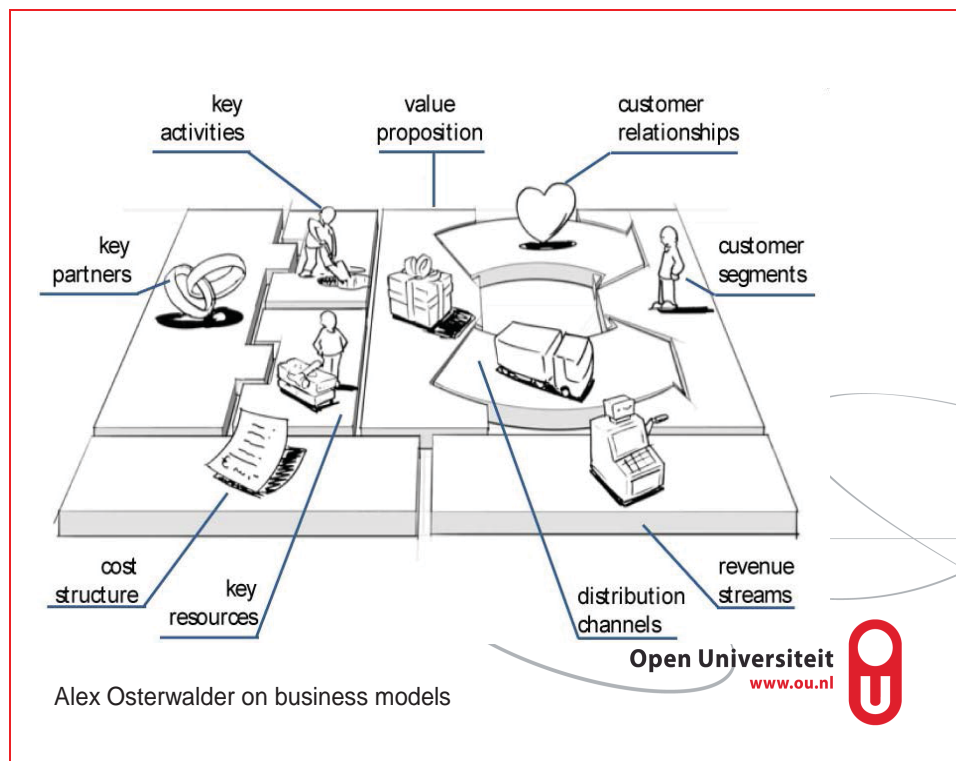 key
activities
value
proposition
customer
relationships
key
partners
customer
segments
cost
structure
key
resources
distribution
channels
revenue
streams
Open Universiteit
www.ou.nl
Alex Osterwalder on business models